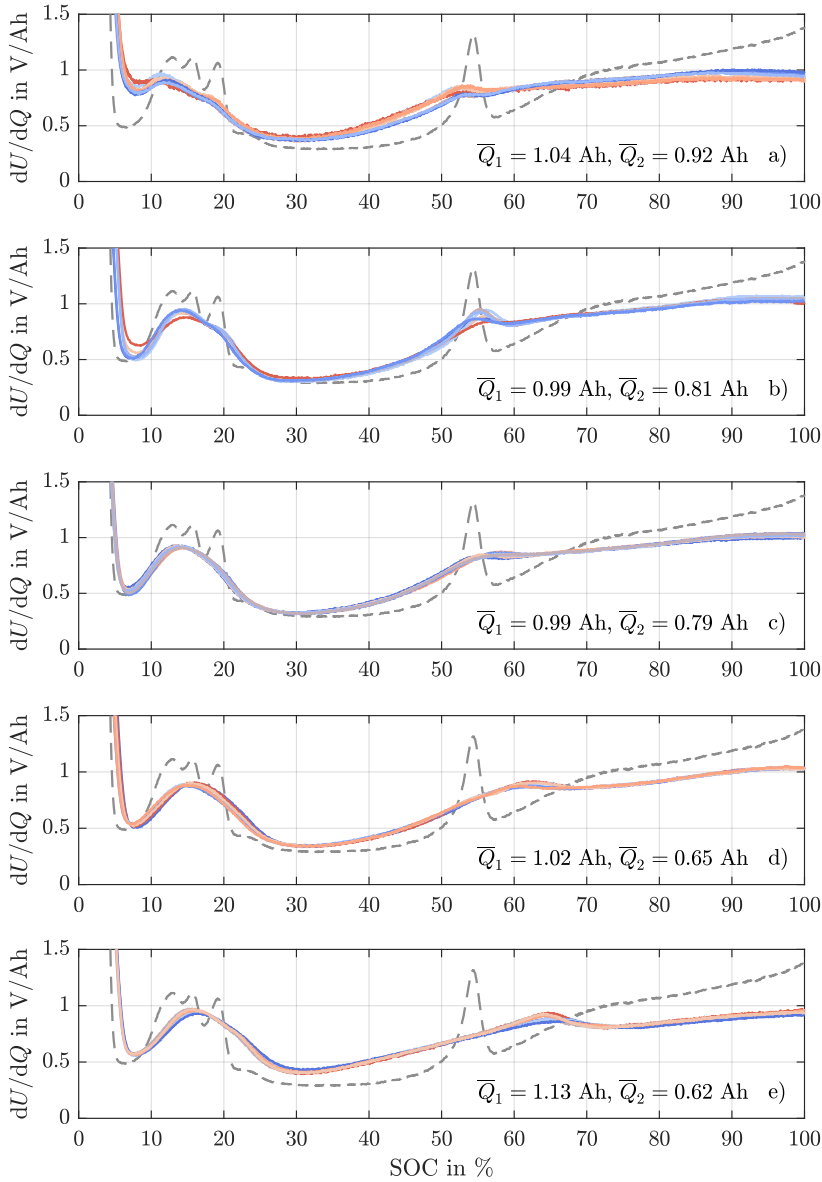 1.5
1
0.5
0
dU/dQ in V/Ah
Q̅₁ = 1.04 Ah, Q̅₂ = 0.92 Ah a)
0 10 20 30 40 50 60 70 80 90 100
1.5
1
0.5
0
dU/dQ in V/Ah
Q̅₁ = 0.99 Ah, Q̅₂ = 0.81 Ah b)
0 10 20 30 40 50 60 70 80 90 100
1.5
1
0.5
0
dU/dQ in V/Ah
Q̅₁ = 0.99 Ah, Q̅₂ = 0.79 Ah c)
0 10 20 30 40 50 60 70 80 90 100
1.5
1
0.5
0
dU/dQ in V/Ah
Q̅₁ = 1.02 Ah, Q̅₂ = 0.65 Ah d)
0 10 20 30 40 50 60 70 80 90 100
1.5
1
0.5
0
dU/dQ in V/Ah
Q̅₁ = 1.13 Ah, Q̅₂ = 0.62 Ah e)
0 10 20 30 40 50 60 70 80 90 100
SOC in %